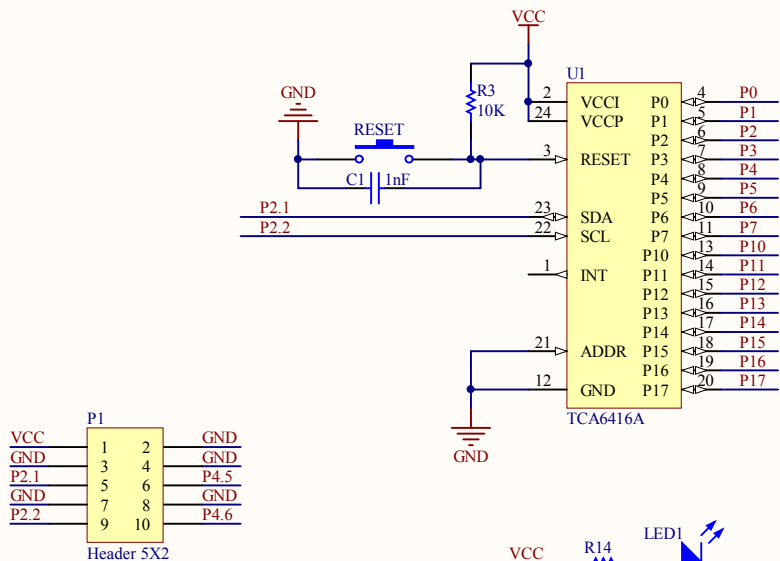 VCC
U1
GND
R3
10K
RESET
C1 1nF
2 VCCI
24 VCCP
3 RESET
23 SDA
22 SCL
1 INT
21 ADDR
12 GND
P0 4 P0
P1 5 P1
P2 6 P2
P3 7 P3
P4 8 P4
P5 9 P5
P6 10 P6
P7 11 P7
P10 13 P10
P11 14 P11
P12 15 P12
P13 16 P13
P14 17 P14
P15 18 P15
P16 19 P16
P17 20 P17
P2.1
P2.2
TCA6416A
GND
P1
VCC 1 2 GND
GND 3 4 GND
P2.1 5 6 P4.5
GND 7 8 GND
P2.2 9 10 P4.6
Header 5X2
VCC
R14
LED1